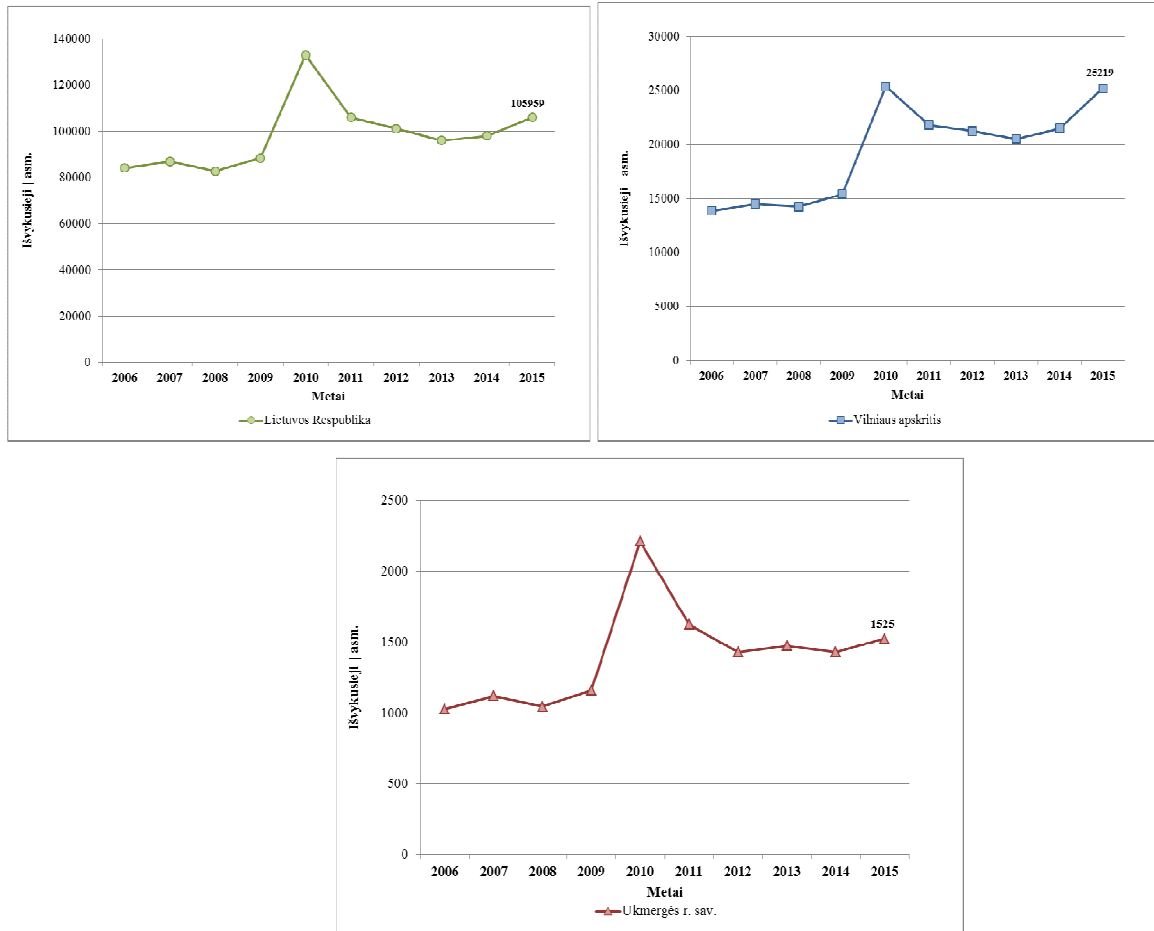 Išvykusieji | asm.
140000
120000
100000
80000
60000
40000
20000
0
105959
2006 2007 2008 2009 2010 2011 2012 2013 2014 2015
Metai
Lietuvos Respublika
Išvykusieji asm.
30000
25000
20000
15000
10000
5000
0
25219
2006 2007 2008 2009 2010 2011 2012 2013 2014 2015
Metai
Vilniaus apskritis
Išvykusieji | asm.
2500
2000
1500
1000
500
0
1525
2006 2007 2008 2009 2010 2011 2012 2013 2014 2015
Metai
Ukmergės r. sav.